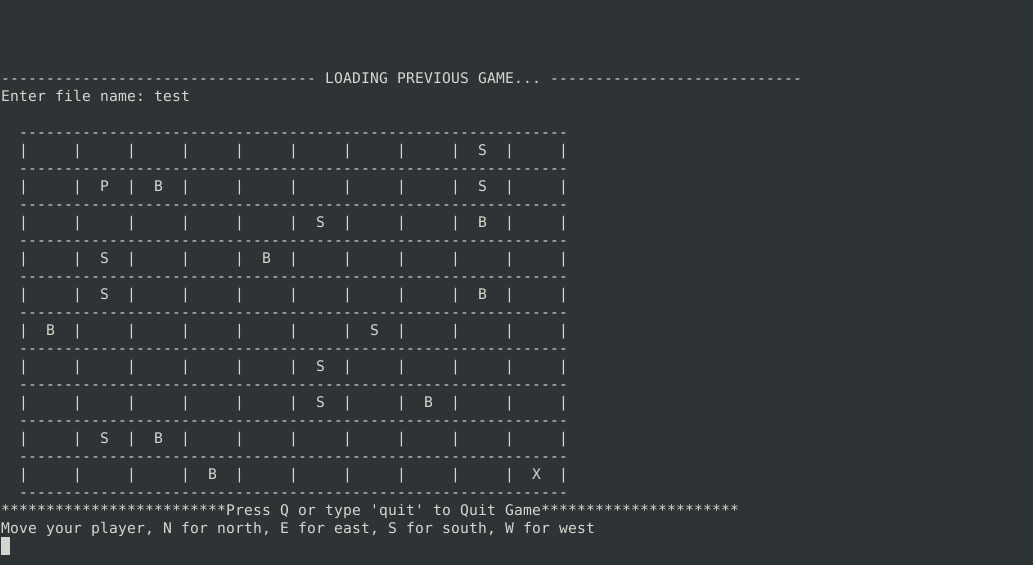 ----------------------------------- LOADING PREVIOUS GAME... ----------------------------
Enter file name: test
-------------------------------------------------------------
|     |     |     |     |     |     |     |     |  S  |     |
-------------------------------------------------------------
|     |  P  |  B  |     |     |     |     |     |  S  |     |
-------------------------------------------------------------
|     |     |     |     |     |  S  |     |     |  B  |     |
-------------------------------------------------------------
|     |  S  |     |     |  B  |     |     |     |     |     |
-------------------------------------------------------------
|     |  S  |     |     |     |     |     |     |  B  |     |
-------------------------------------------------------------
|  B  |     |     |     |     |     |  S  |     |     |     |
-------------------------------------------------------------
|     |     |     |     |     |  S  |     |     |     |     |
-------------------------------------------------------------
|     |     |     |     |     |  S  |     |  B  |     |     |
-------------------------------------------------------------
|     |  S  |  B  |     |     |     |     |     |     |     |
-------------------------------------------------------------
|     |     |     |  B  |     |     |     |     |     |  X  |
-------------------------------------------------------------
*************************Press Q or type 'quit' to Quit Game**********************
Move your player, N for north, E for east, S for south, W for west